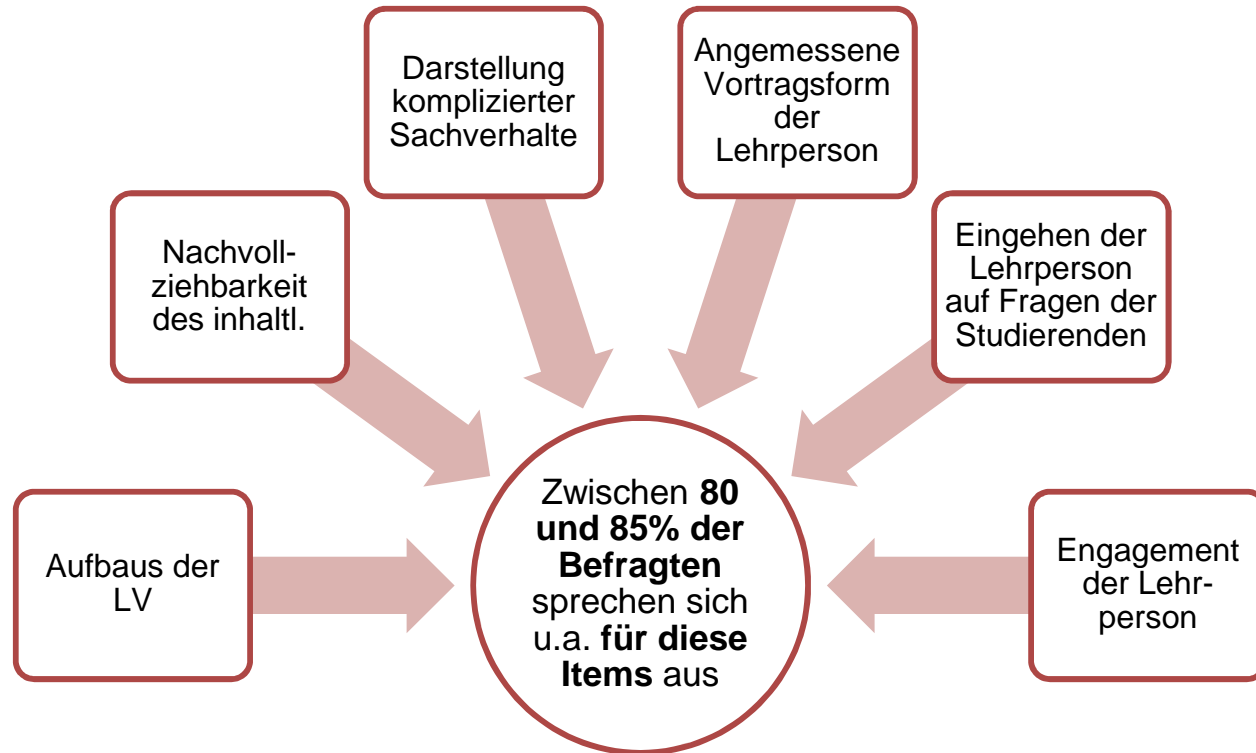 Aufbaus der
LV
Nachvoll-
ziehbarkeit
des inhaltl.
Darstellung
komplizierter
Sachverhalte
Angemessene
Vortragsform
der
Lehrperson
Eingehen der
Lehrperson
auf Fragen der
Studierenden
Engagement
der Lehr-
person
Zwischen 80
und 85% der
Befragten
sprechen sich
u.a. für diese
Items aus